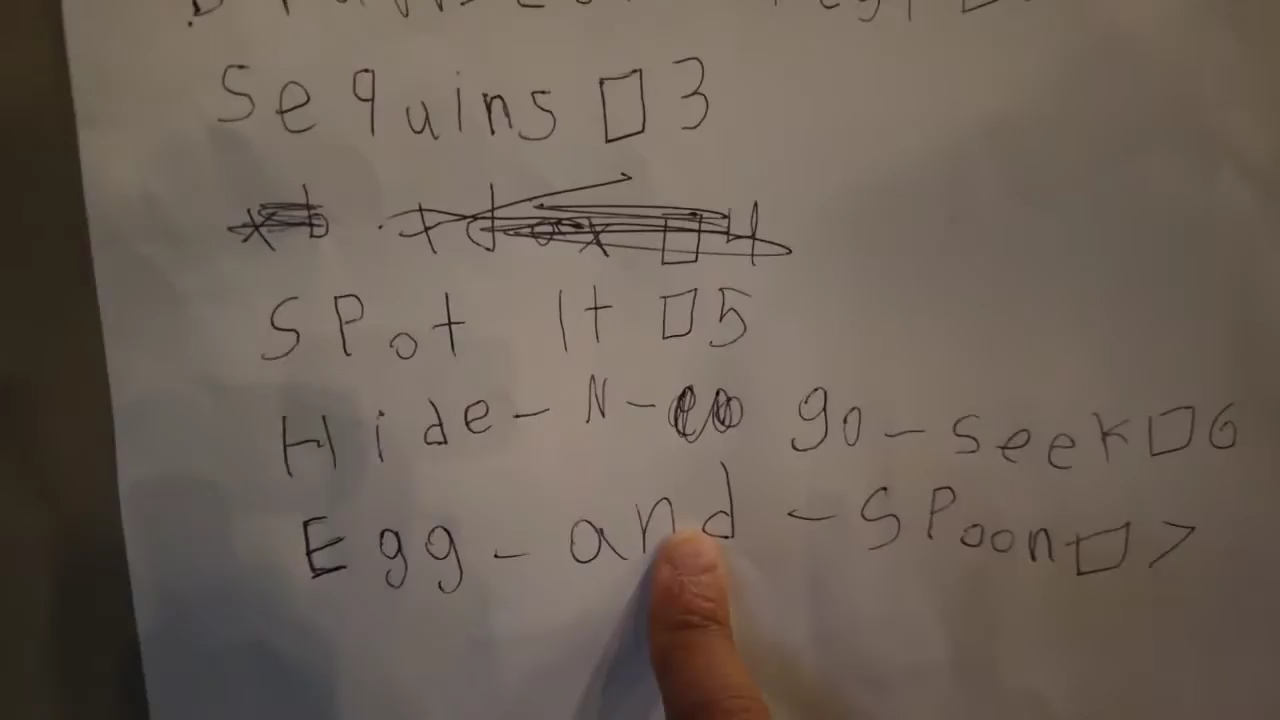 Sequins □ 3
SPot It □ 5
Hide-N- go-seek □ 6
Egg-and-SPoon □ 7